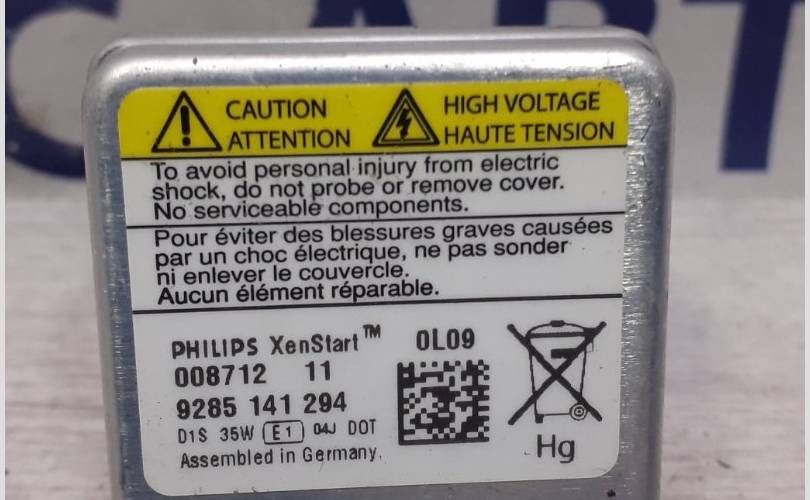 CAUTION
ATTENTION
HIGH VOLTAGE
HAUTE TENSION
To avoid personal injury from electric
shock, do not probe or remove cover.
No serviceable components.
Pour éviter des blessures graves causées
par un choc électrique, ne pas sonder
ni enlever le couvercle.
Aucun élément réparable.
PHILIPS XenStart™ 0L09
008712 11
9285 141 294
D1S 35W E1 04J DOT
Assembled in Germany.
Hg